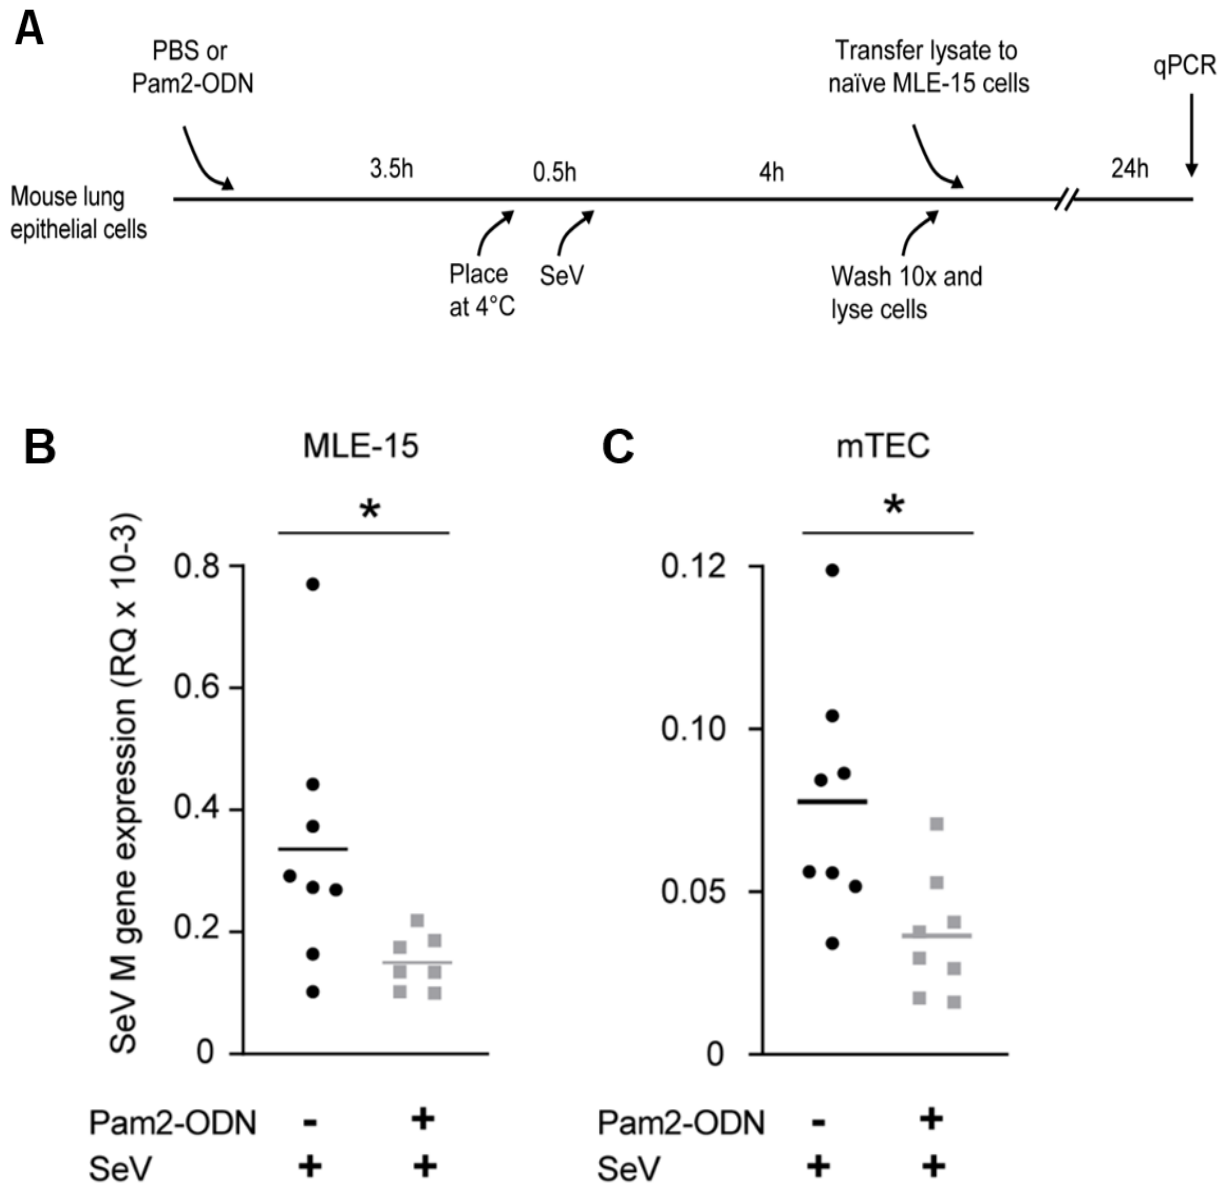 A
PBS or
Pam2-ODN
Transfer lysate to
naïve MLE-15 cells
qPCR
3.5h
0.5h
4h
24h
Mouse lung
epithelial cells
Place
at 4°C
SeV
Wash 10x and
lyse cells
B
MLE-15
*
SeV M gene expression (RQ x 10-3)
0.8
0.6
0.4
0.2
0
Pam2-ODN - +
SeV + +
C
mTEC
*
0.12
0.10
0.05
0
Pam2-ODN - +
SeV + +